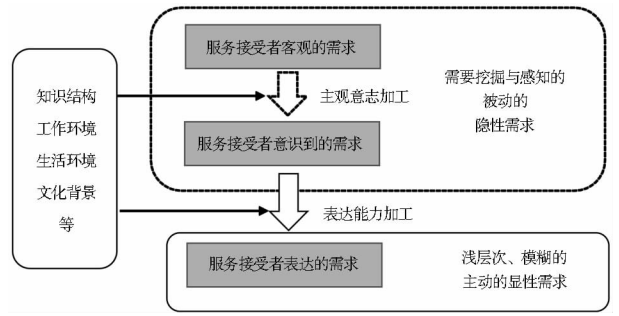 服务接受者客观的需求
知识结构
工作环境
生活环境
文化背景
等
主观意志加工
需要挖掘与感知的
被动的
隐性需求
服务接受者意识到的需求
表达能力加工
服务接受者表达的需求
浅层次、模糊的
主动的显性需求